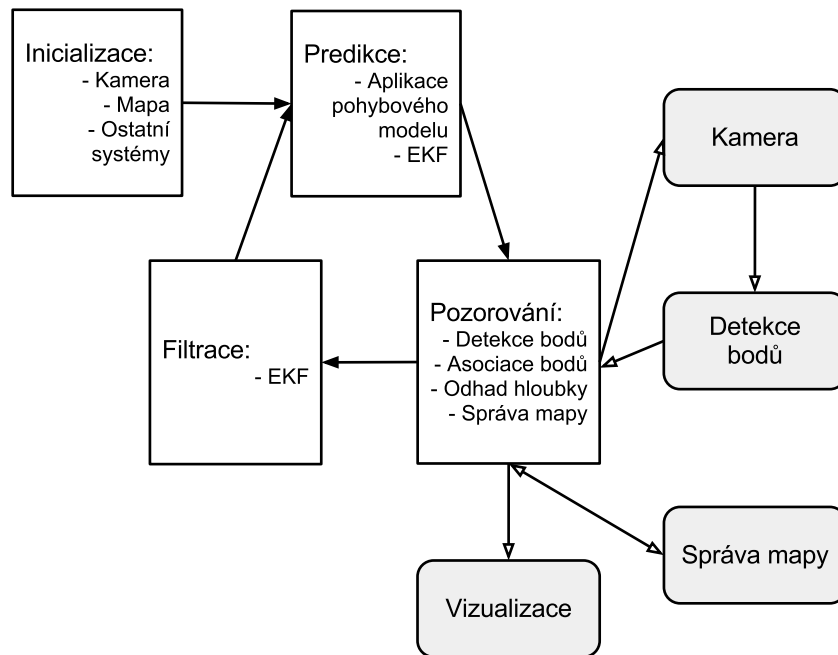 Inicializace:
- Kamera
- Mapa
- Ostatní
systémy
Predikce:
- Aplikace
pohybového
modelu
- EKF
Kamera
Filtrace:
- EKF
Pozorování:
- Detekce bodů
- Asociace bodů
- Odhad hloubky
- Správa mapy
Detekce
bodů
Správa mapy
Vizualizace